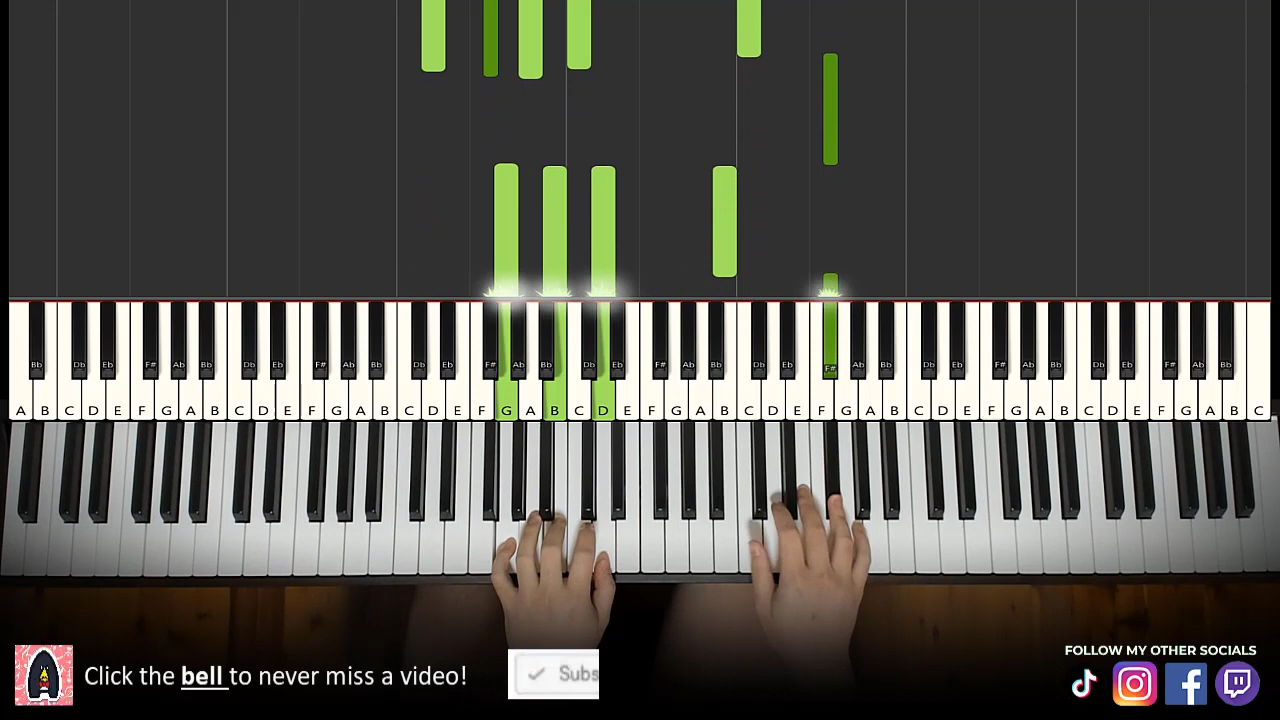 Bb Db Eb F# Ab Bb Db Eb F# Ab Bb Db Eb F# Ab Bb Db Eb F# Ab Bb Db Eb F# Ab Bb Db Eb F# Ab Bb Db Eb F# Ab Bb
A B C D E F G A B C D E F G A B C D E F G A B C D E F G A B C D E F G A B C D E F G A B C D E F G A B C
FOLLOW MY OTHER SOCIALS
Click the bell to never miss a video!
Subs